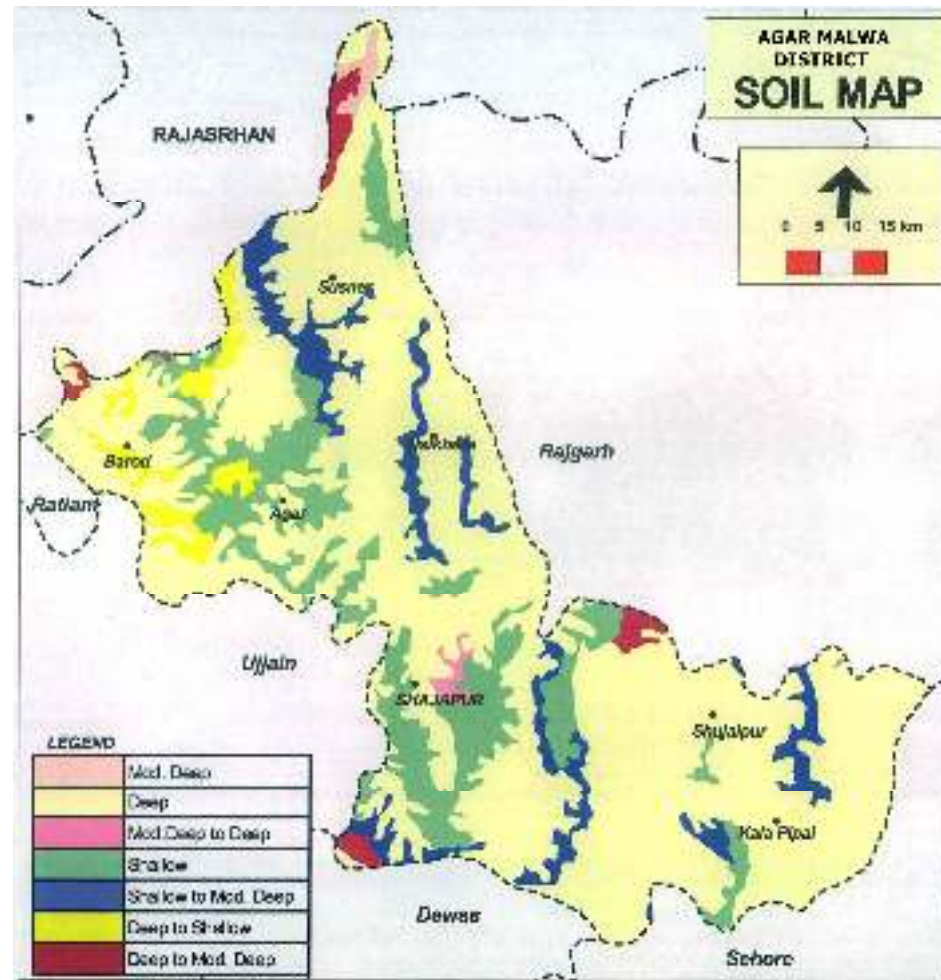 AGAR MALWA
DISTRICT
SOIL MAP
RAJASRHAN
0 5 10 15 km
Susner
Rajgarh
Barod
Ratlam
Agar
Ujjain
SHAJAPUR
Shujalpur
LEGEND
Mod. Deep
Deep
Mod.Deep to Deep
Shallow
Shallow to Mod. Deep
Deep to Shallow
Deep to Mod. Deep
Kala Pipal
Dewas
Sehore